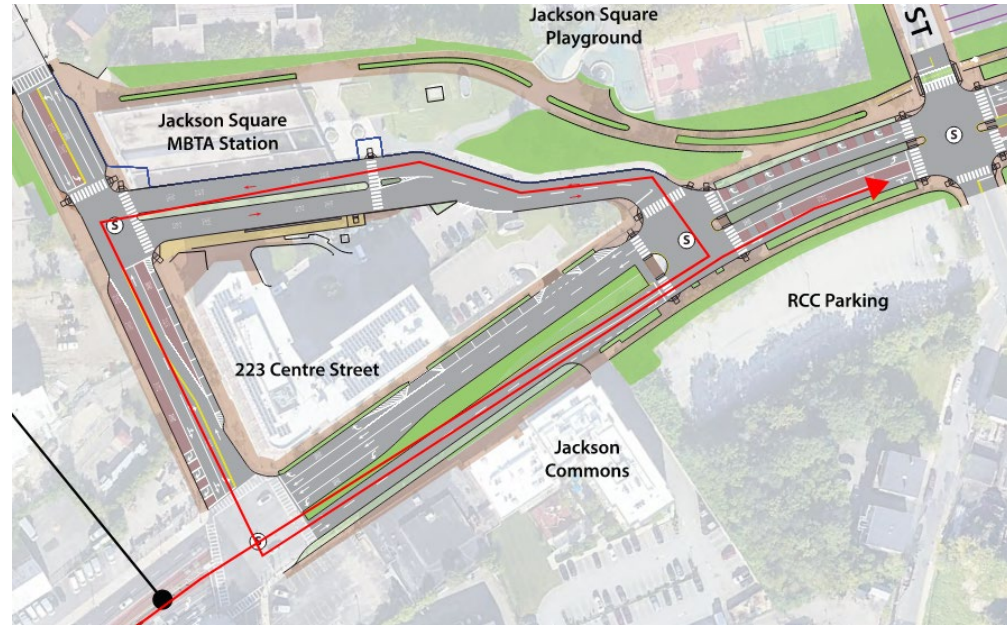 Jackson Square
Playground
ST
Jackson Square
MBTA Station
S
S
S
RCC Parking
223 Centre Street
Jackson
Commons